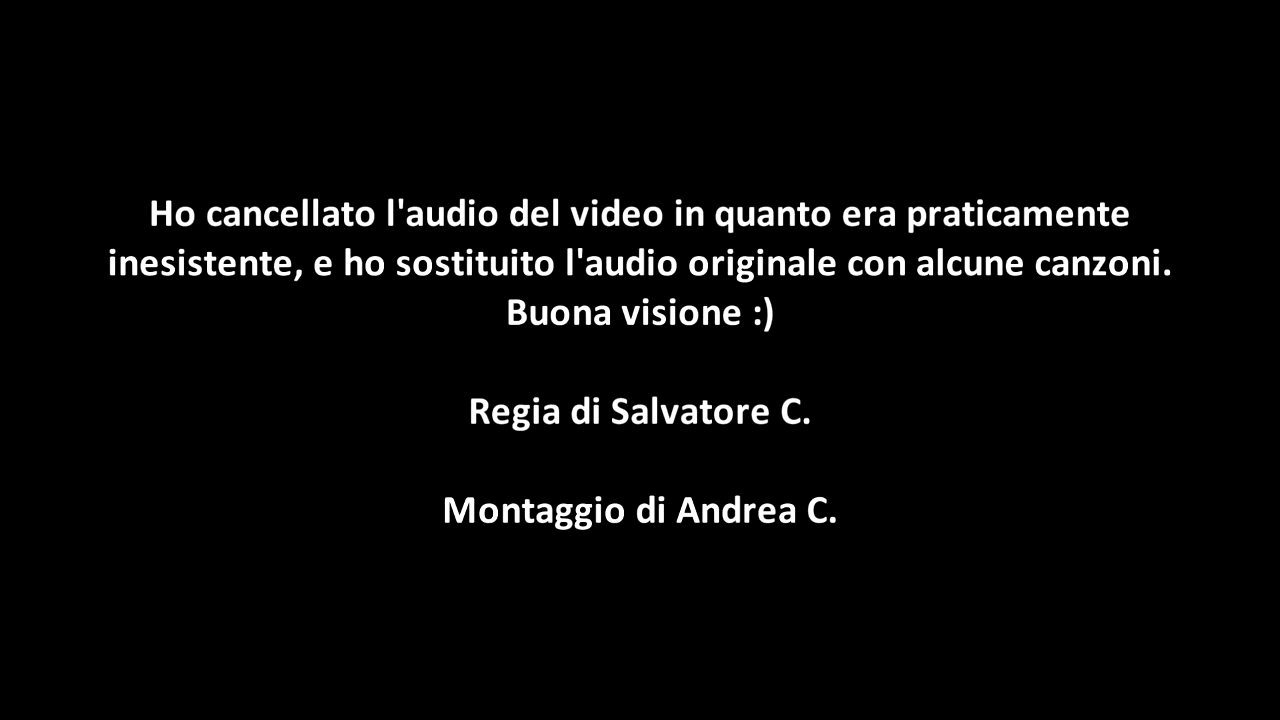 Ho cancellato l'audio del video in quanto era praticamente
inesistente, e ho sostituito l'audio originale con alcune canzoni.
Buona visione :)
Regia di Salvatore C.
Montaggio di Andrea C.